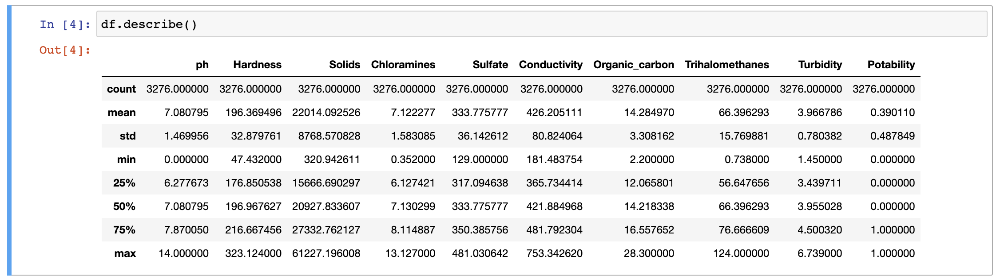 In [4]: df.describe()
Out[4]:
ph Hardness Solids Chloramines Sulfate Conductivity Organic_carbon Trihalomethanes Turbidity Potability
count 3276.000000 3276.000000 3276.000000 3276.000000 3276.000000 3276.000000 3276.000000 3276.000000 3276.000000 3276.000000
mean 7.080795 196.369496 22014.092526 7.122277 333.775777 426.205111 14.284970 66.396293 3.966786 0.390110
std 1.469956 32.879761 8768.570828 1.583085 36.142612 80.824064 3.308162 15.769881 0.780382 0.487849
min 0.000000 47.432000 320.942611 0.352000 129.000000 181.483754 2.200000 0.738000 1.450000 0.000000
25% 6.277673 176.850538 15666.690297 6.127421 317.094638 365.734414 12.065801 56.647656 3.439711 0.000000
50% 7.080795 196.967627 20927.833607 7.130299 333.775777 421.884968 14.218338 66.396293 3.955028 0.000000
75% 7.870050 216.667456 27332.762127 8.114887 350.385756 481.792304 16.557652 76.666609 4.500320 1.000000
max 14.000000 323.124000 61227.196008 13.127000 481.030642 753.342620 28.300000 124.000000 6.739000 1.000000